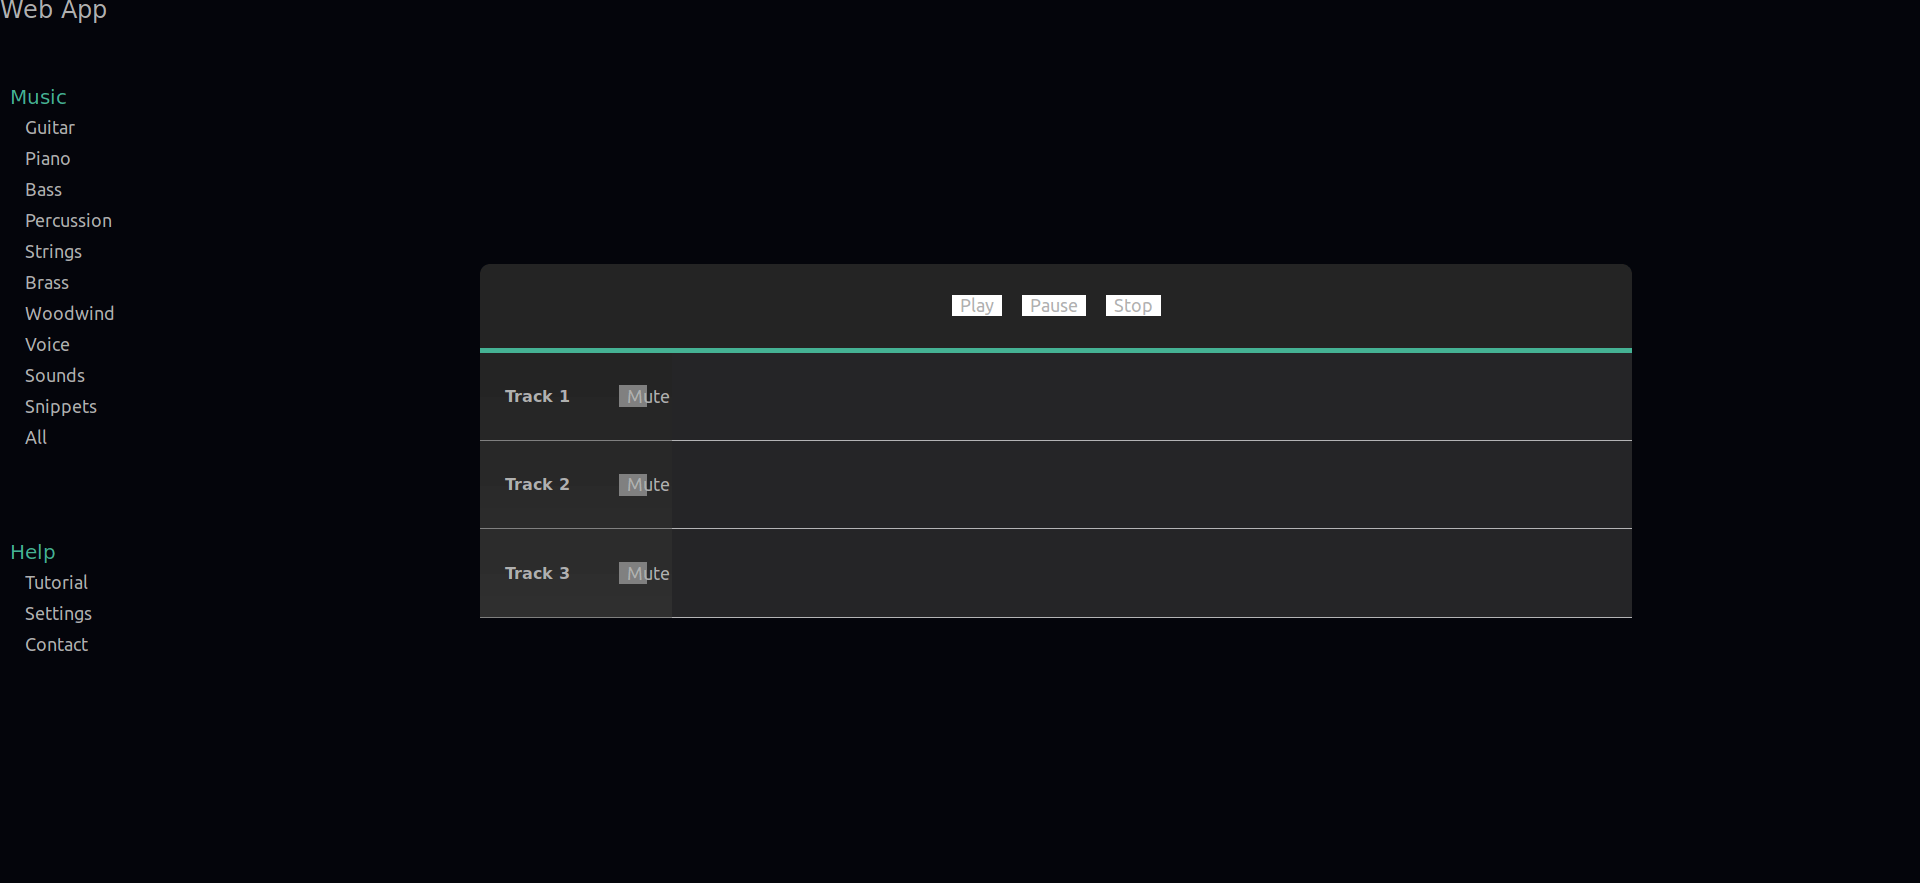 Web App
Music
Guitar
Piano
Bass
Percussion
Strings
Brass
Woodwind
Voice
Sounds
Snippets
All
Help
Tutorial
Settings
Contact
Play Pause Stop
Track 1 Mute
Track 2 Mute
Track 3 Mute